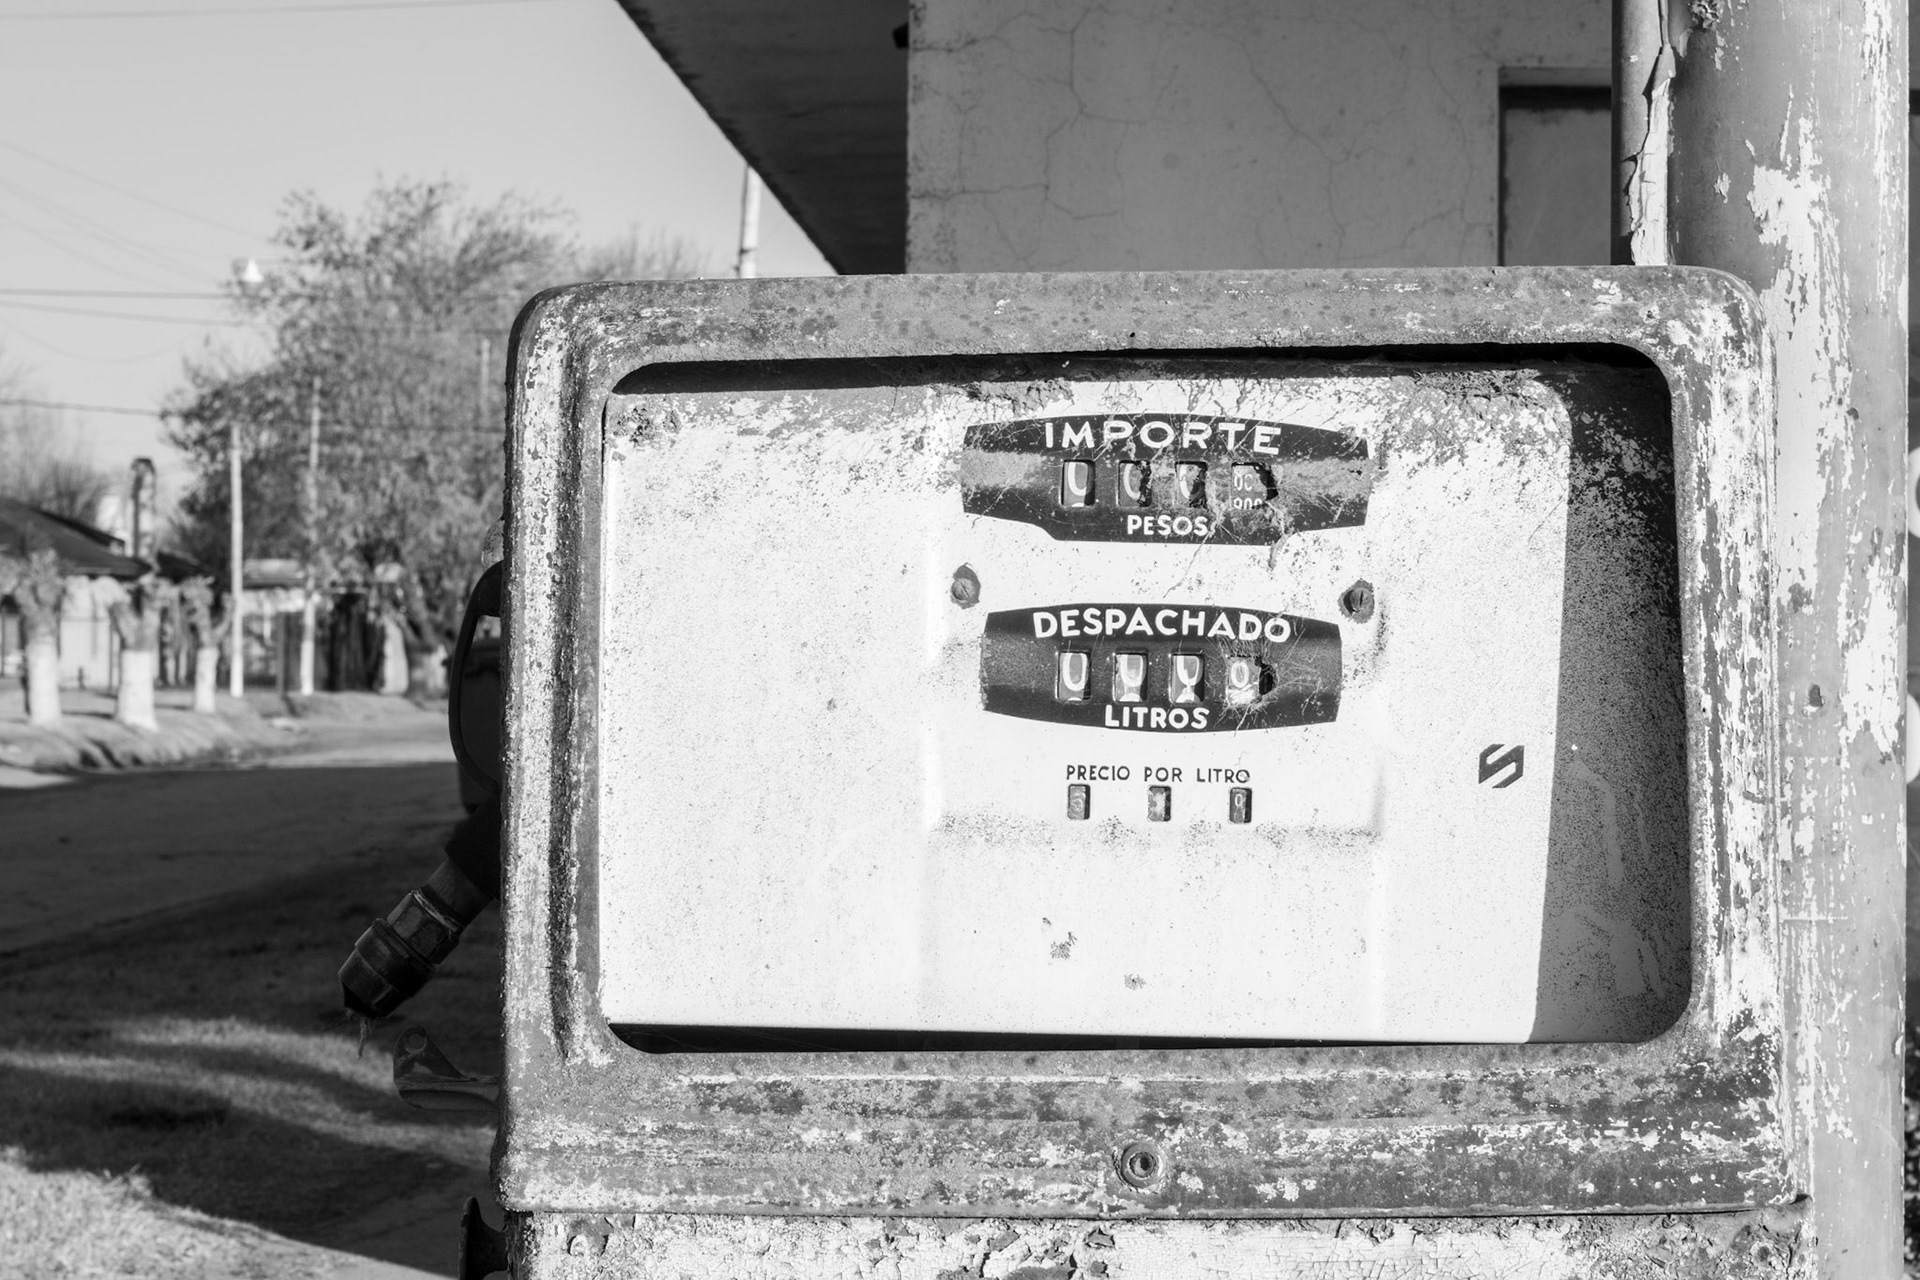 IMPORTE
PESOS
DESPACHADO
LITROS
PRECIO POR LITRO